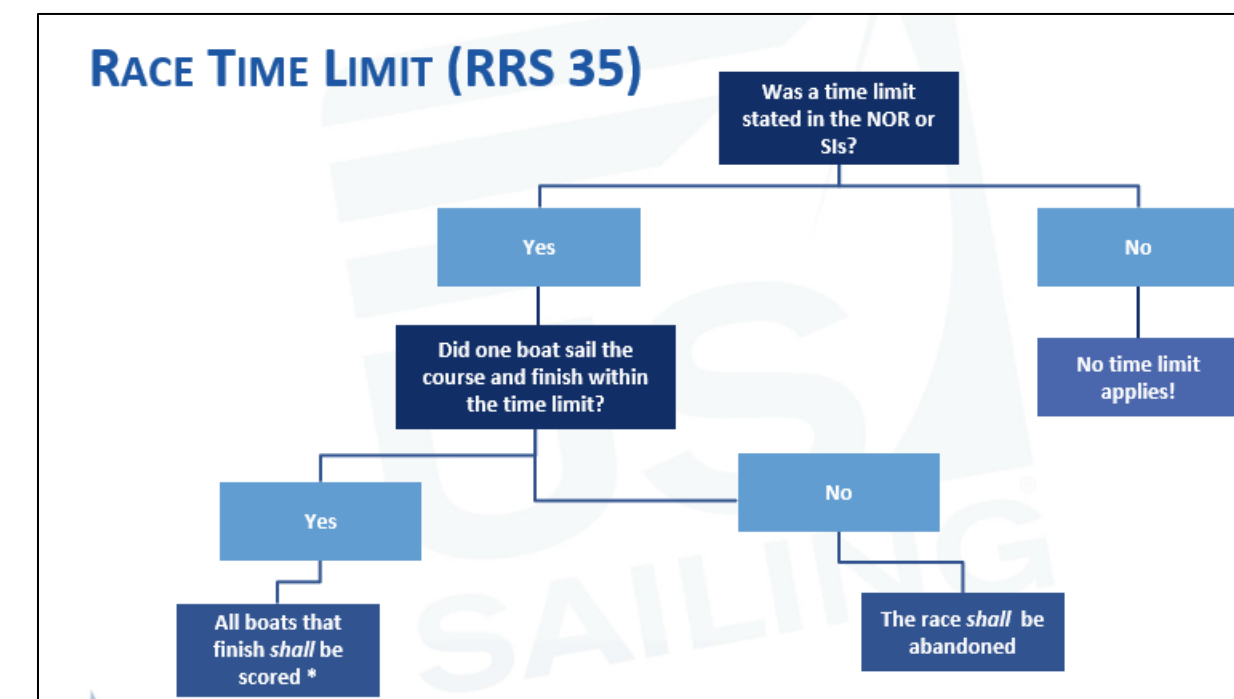 RACE TIME LIMIT (RRS 35)
Was a time limit
stated in the NOR or
SIs?
Yes
No
Did one boat sail the
course and finish within
the time limit?
No time limit
applies!
Yes
No
All boats that
finish shall be
scored *
The race shall be
abandoned
US
SAILING
®